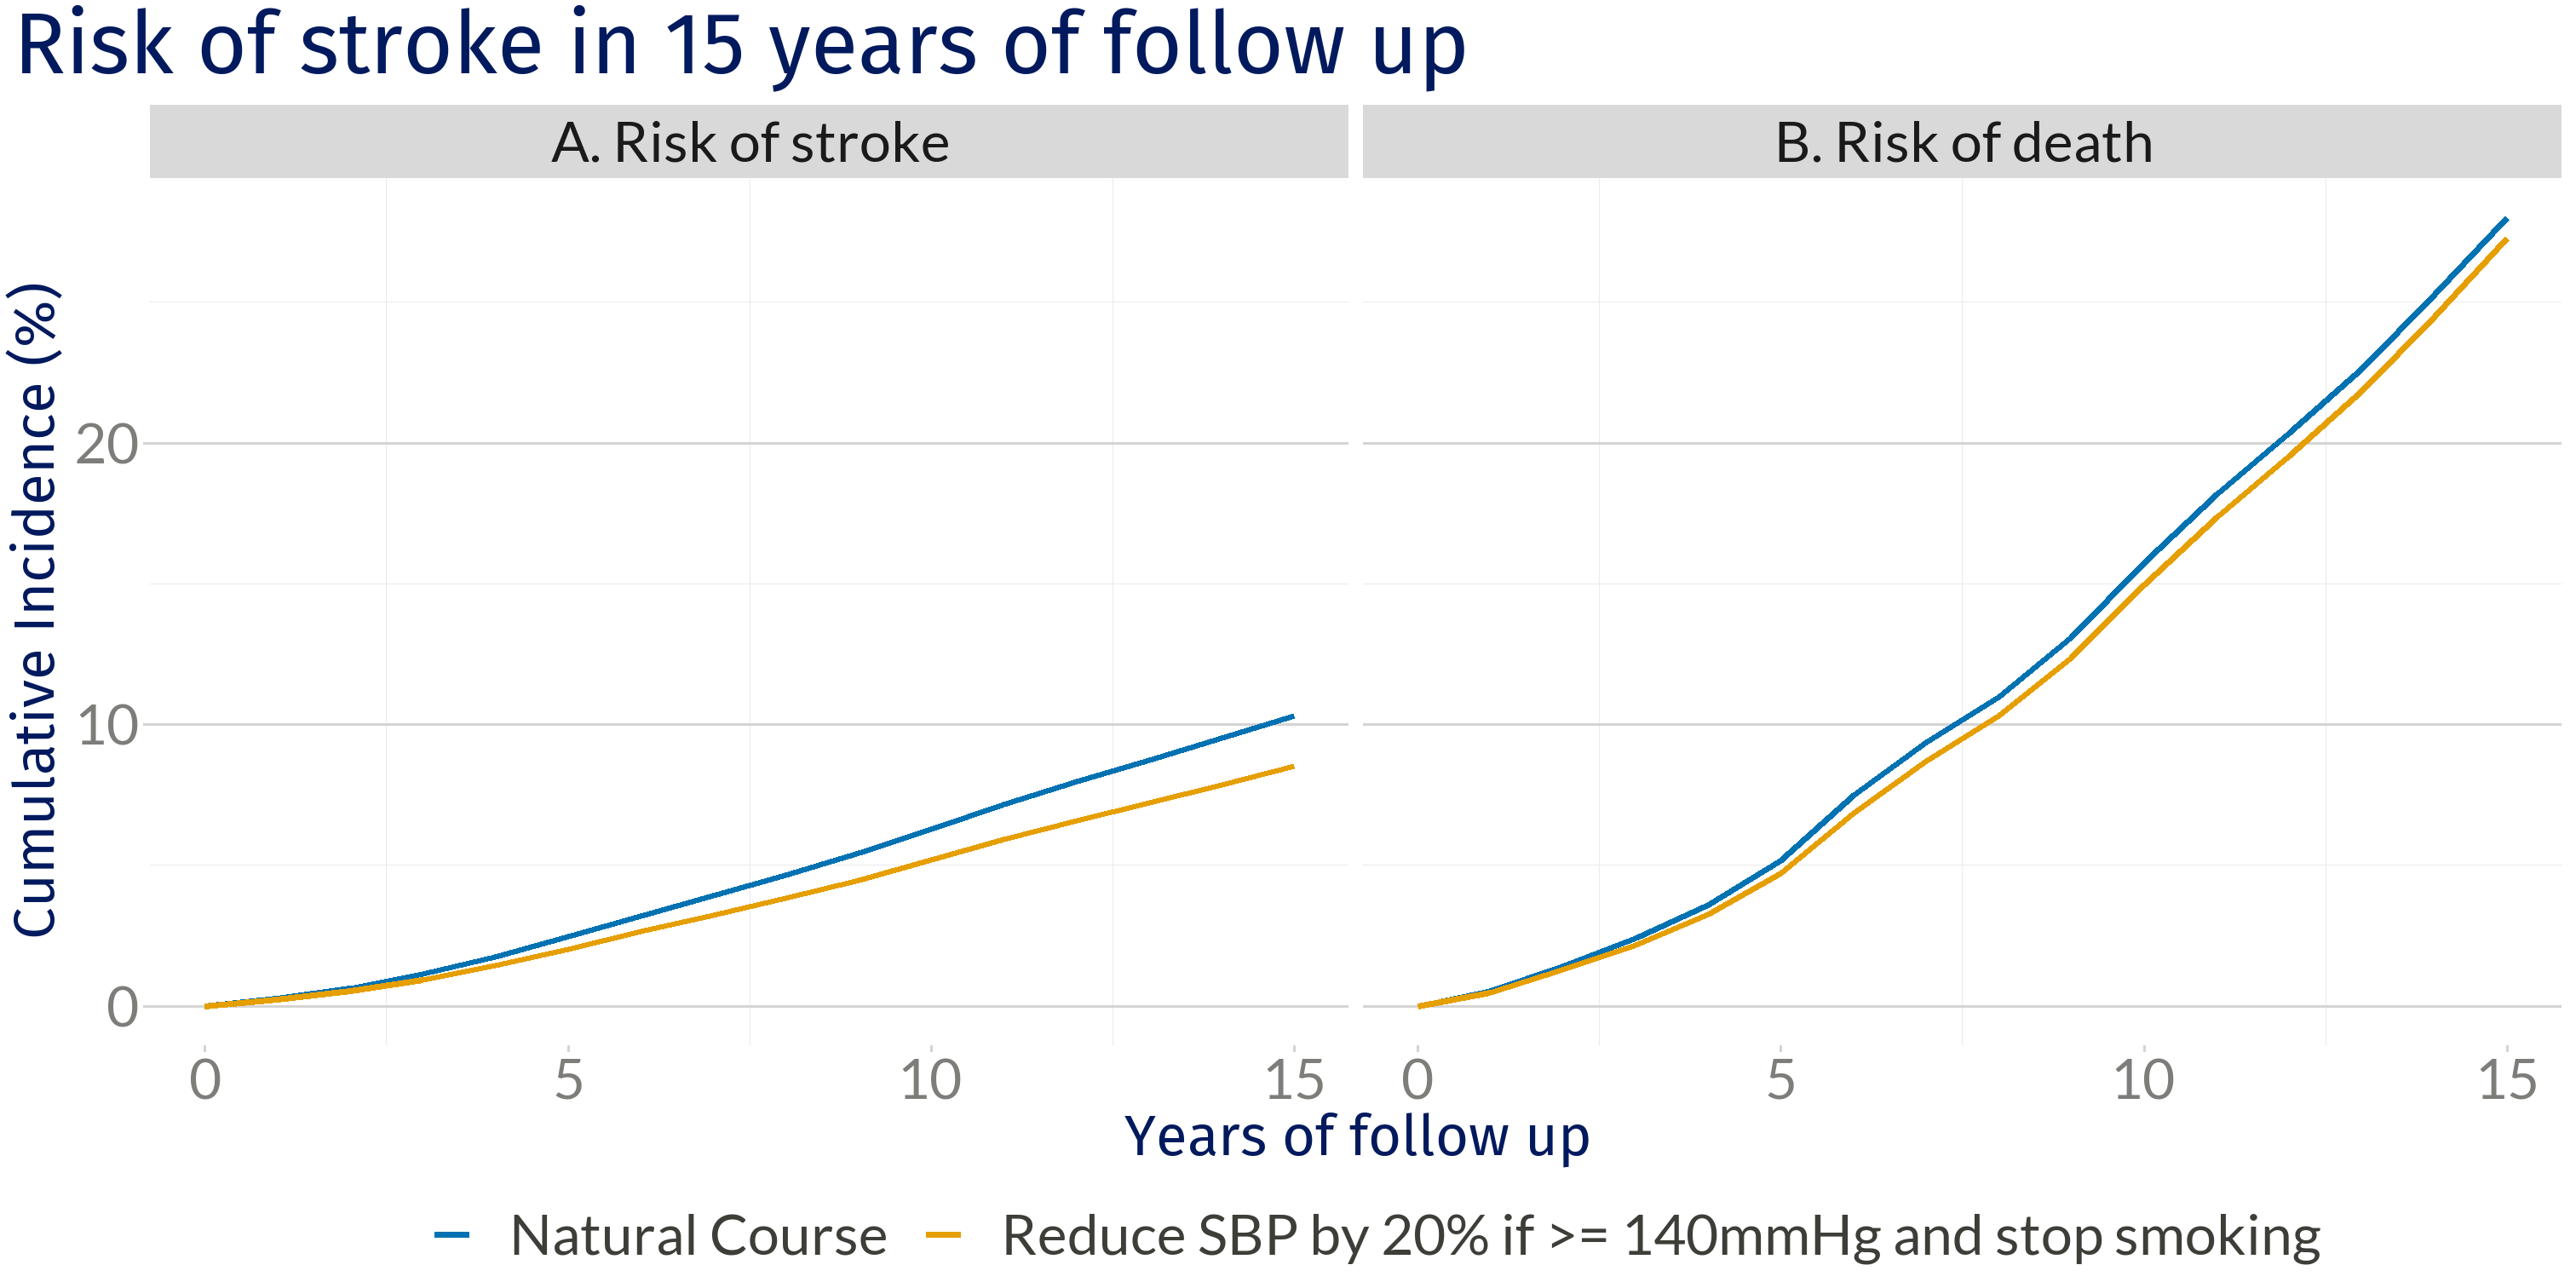 Risk of stroke in 15 years of follow up
A. Risk of stroke
B. Risk of death
Cumulative Incidence (%)
20
10
0
0 5 10 15
0 5 10 15
Years of follow up
Natural Course
Reduce SBP by 20% if >= 140mmHg and stop smoking